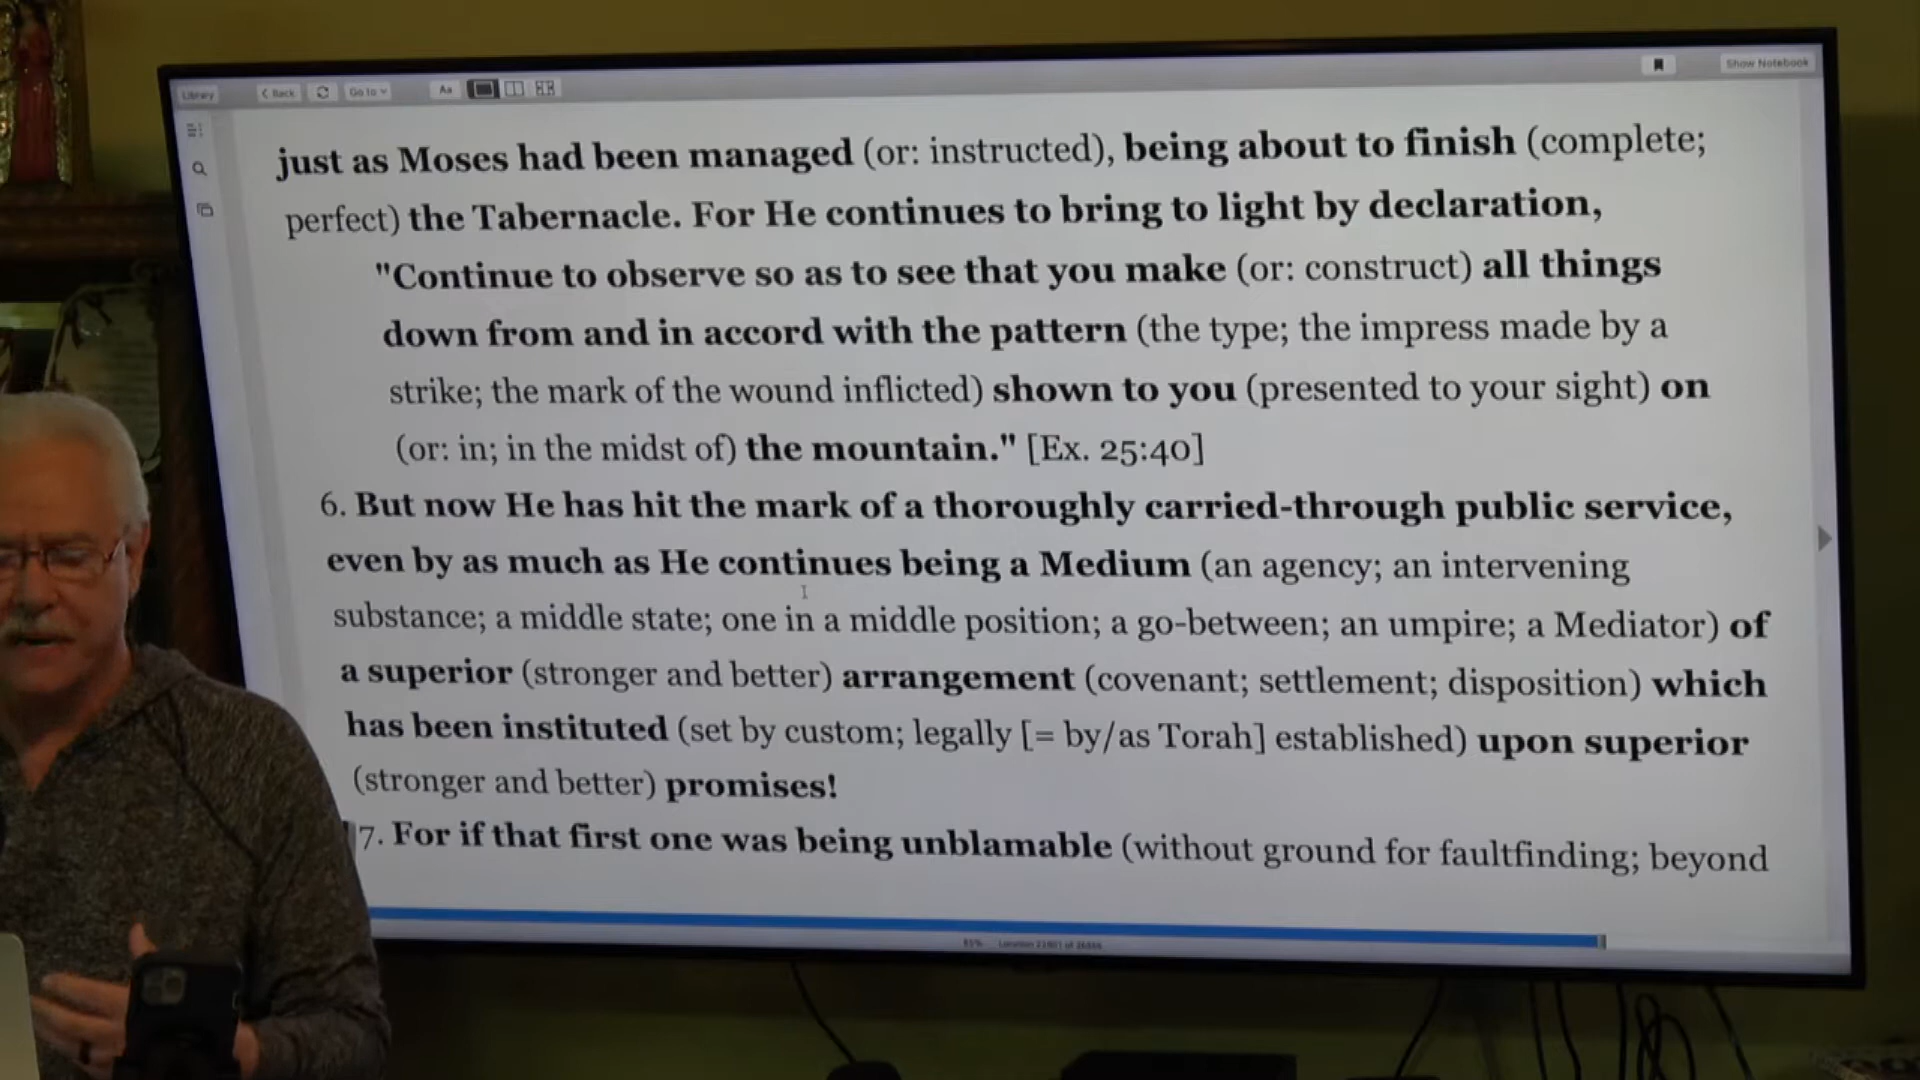 Library
< Back
Go to
Aa
Show Notebook
just as Moses had been managed (or: instructed), being about to finish (complete;
perfect) the Tabernacle. For He continues to bring to light by declaration,
"Continue to observe so as to see that you make (or: construct) all things
down from and in accord with the pattern (the type; the impress made by a
strike; the mark of the wound inflicted) shown to you (presented to your sight) on
(or: in; in the midst of) the mountain." [Ex. 25:40]
6. But now He has hit the mark of a thoroughly carried-through public service,
even by as much as He continues being a Medium (an agency; an intervening
substance; a middle state; one in a middle position; a go-between; an umpire; a Mediator) of
a superior (stronger and better) arrangement (covenant; settlement; disposition) which
has been instituted (set by custom; legally [= by/as Torah] established) upon superior
(stronger and better) promises!
7. For if that first one was being unblamable (without ground for faultfinding; beyond